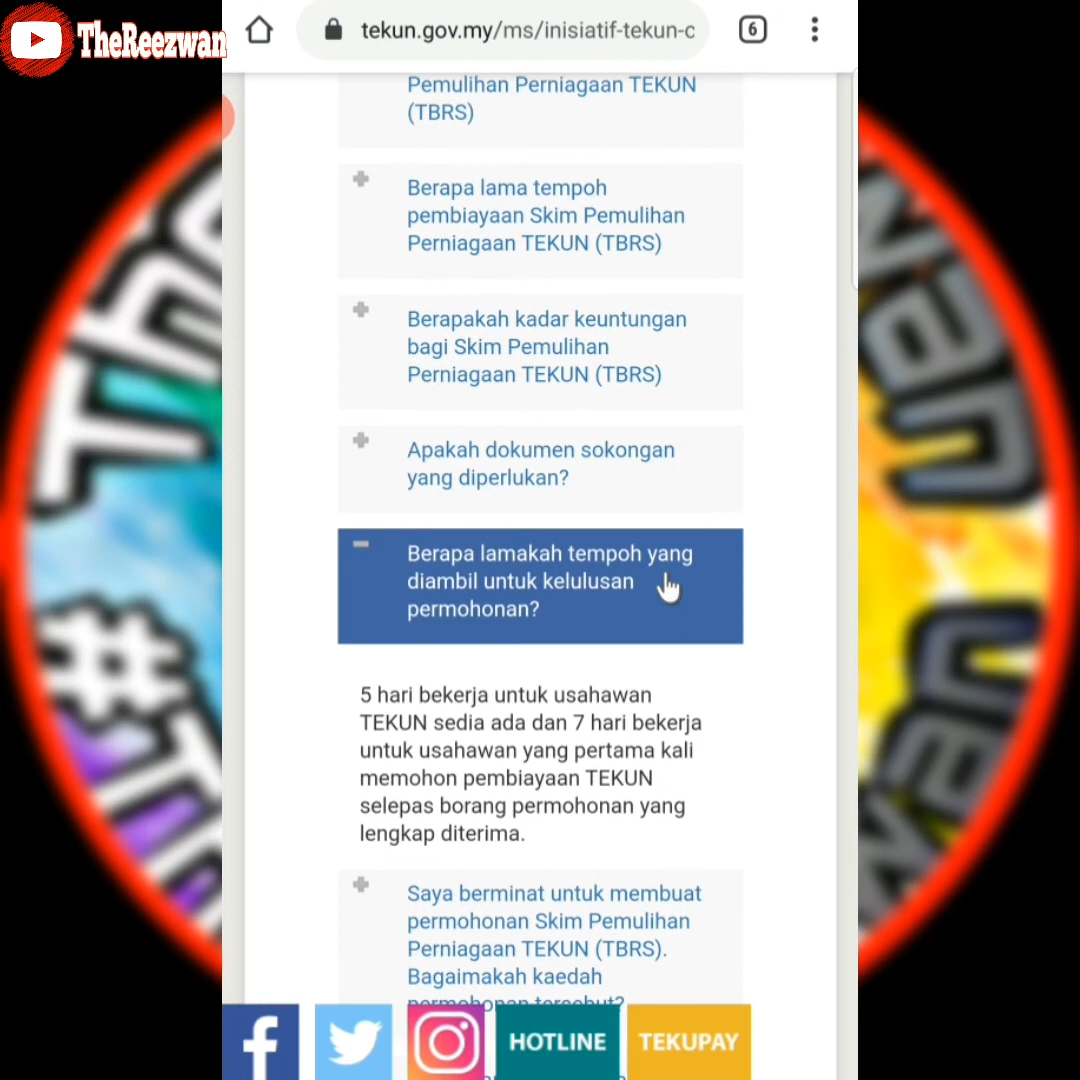 TheReezwan
tekun.gov.my/ms/inisiatif-tekun-c
6
Pemulihan Perniagaan TEKUN
(TBRS)
Berapa lama tempoh
pembiayaan Skim Pemulihan
Perniagaan TEKUN (TBRS)
Berapakah kadar keuntungan
bagi Skim Pemulihan
Perniagaan TEKUN (TBRS)
Apakah dokumen sokongan
yang diperlukan?
Berapa lamakah tempoh yang
diambil untuk kelulusan
permohonan?
5 hari bekerja untuk usahawan
TEKUN sedia ada dan 7 hari bekerja
untuk usahawan yang pertama kali
memohon pembiayaan TEKUN
selepas borang permohonan yang
lengkap diterima.
Saya berminat untuk membuat
permohonan Skim Pemulihan
Perniagaan TEKUN (TBRS).
Bagaimakah kaedah
permohonan tersebut?
HOTLINE
TEKUPAY